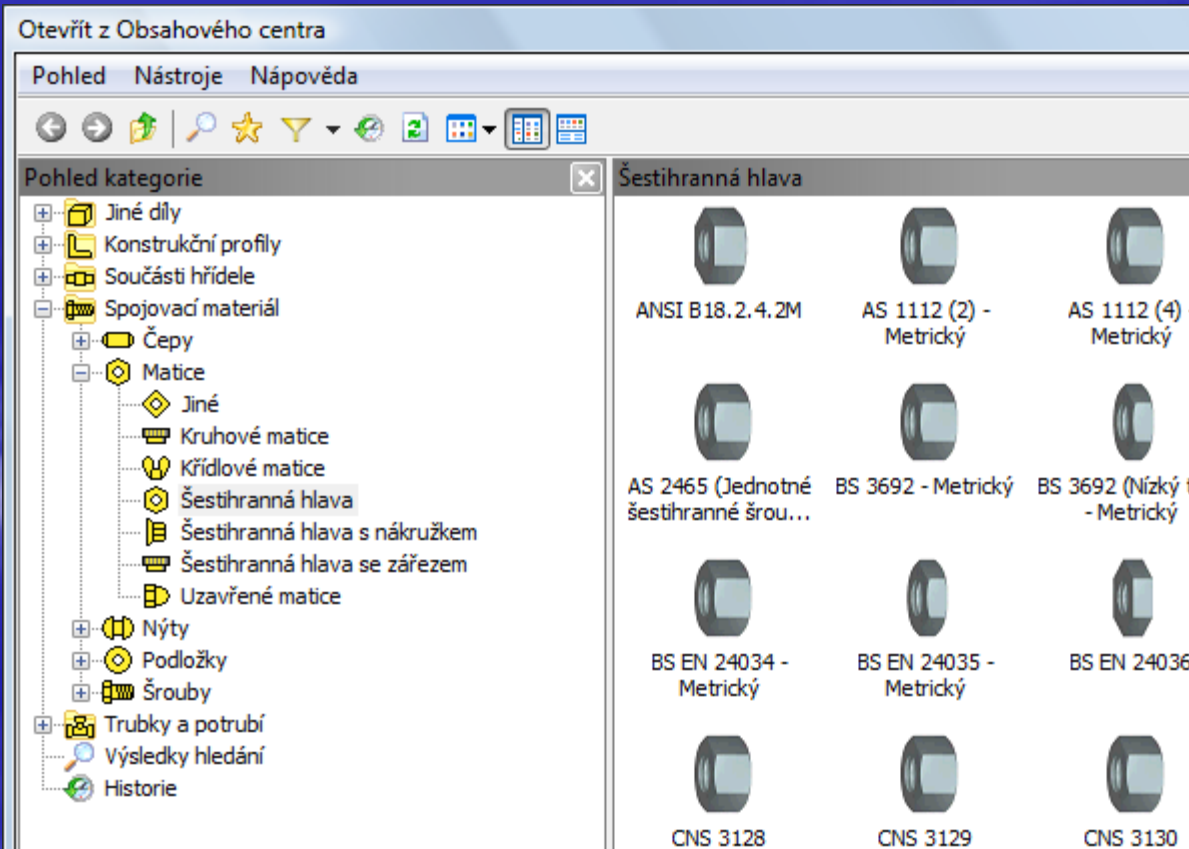 Otevřít z Obsahového centra
Pohled Nástroje Nápověda
Pohled kategorie
Jiné díly
Konstrukční profily
Součásti hřídele
Spojovací materiál
Čepy
Matice
Jiné
Kruhové matice
Křídlové matice
Šestihranná hlava
Šestihranná hlava s nákružkem
Šestihranná hlava se zářezem
Uzavřené matice
Nýty
Podložky
Šrouby
Trubky a potrubí
Výsledky hledání
Historie
Šestihranná hlava
ANSI B18.2.4.2M
AS 1112 (2) -
Metrický
AS 1112 (4) -
Metrický
AS 2465 (Jednotné
šestihranné šrou...
BS 3692 - Metrický
BS 3692 (Nízký
- Metrický
BS EN 24034 -
Metrický
BS EN 24035 -
Metrický
BS EN 24036
CNS 3128
CNS 3129
CNS 3130